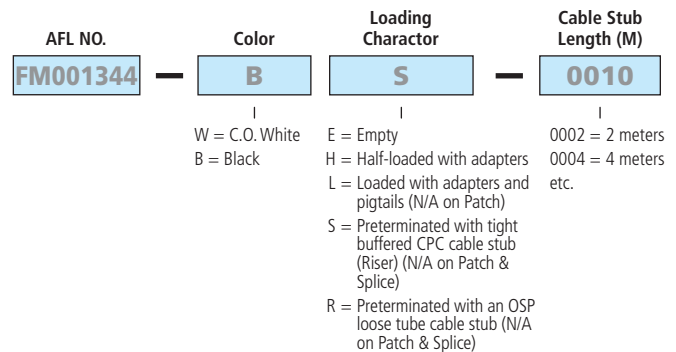 AFL NO.
Color
Loading
Charactor
Cable Stub
Length (M)
FM001344 — B S — 0010
W = C.O. White
B = Black
E = Empty
H = Half-loaded with adapters
L = Loaded with adapters and
pigtails (N/A on Patch)
S = Preterminated with tight
buffered CPC cable stub
(Riser) (N/A on Patch &
Splice)
R = Preterminated with an OSP
loose tube cable stub (N/A
on Patch & Splice)
0002 = 2 meters
0004 = 4 meters
etc.